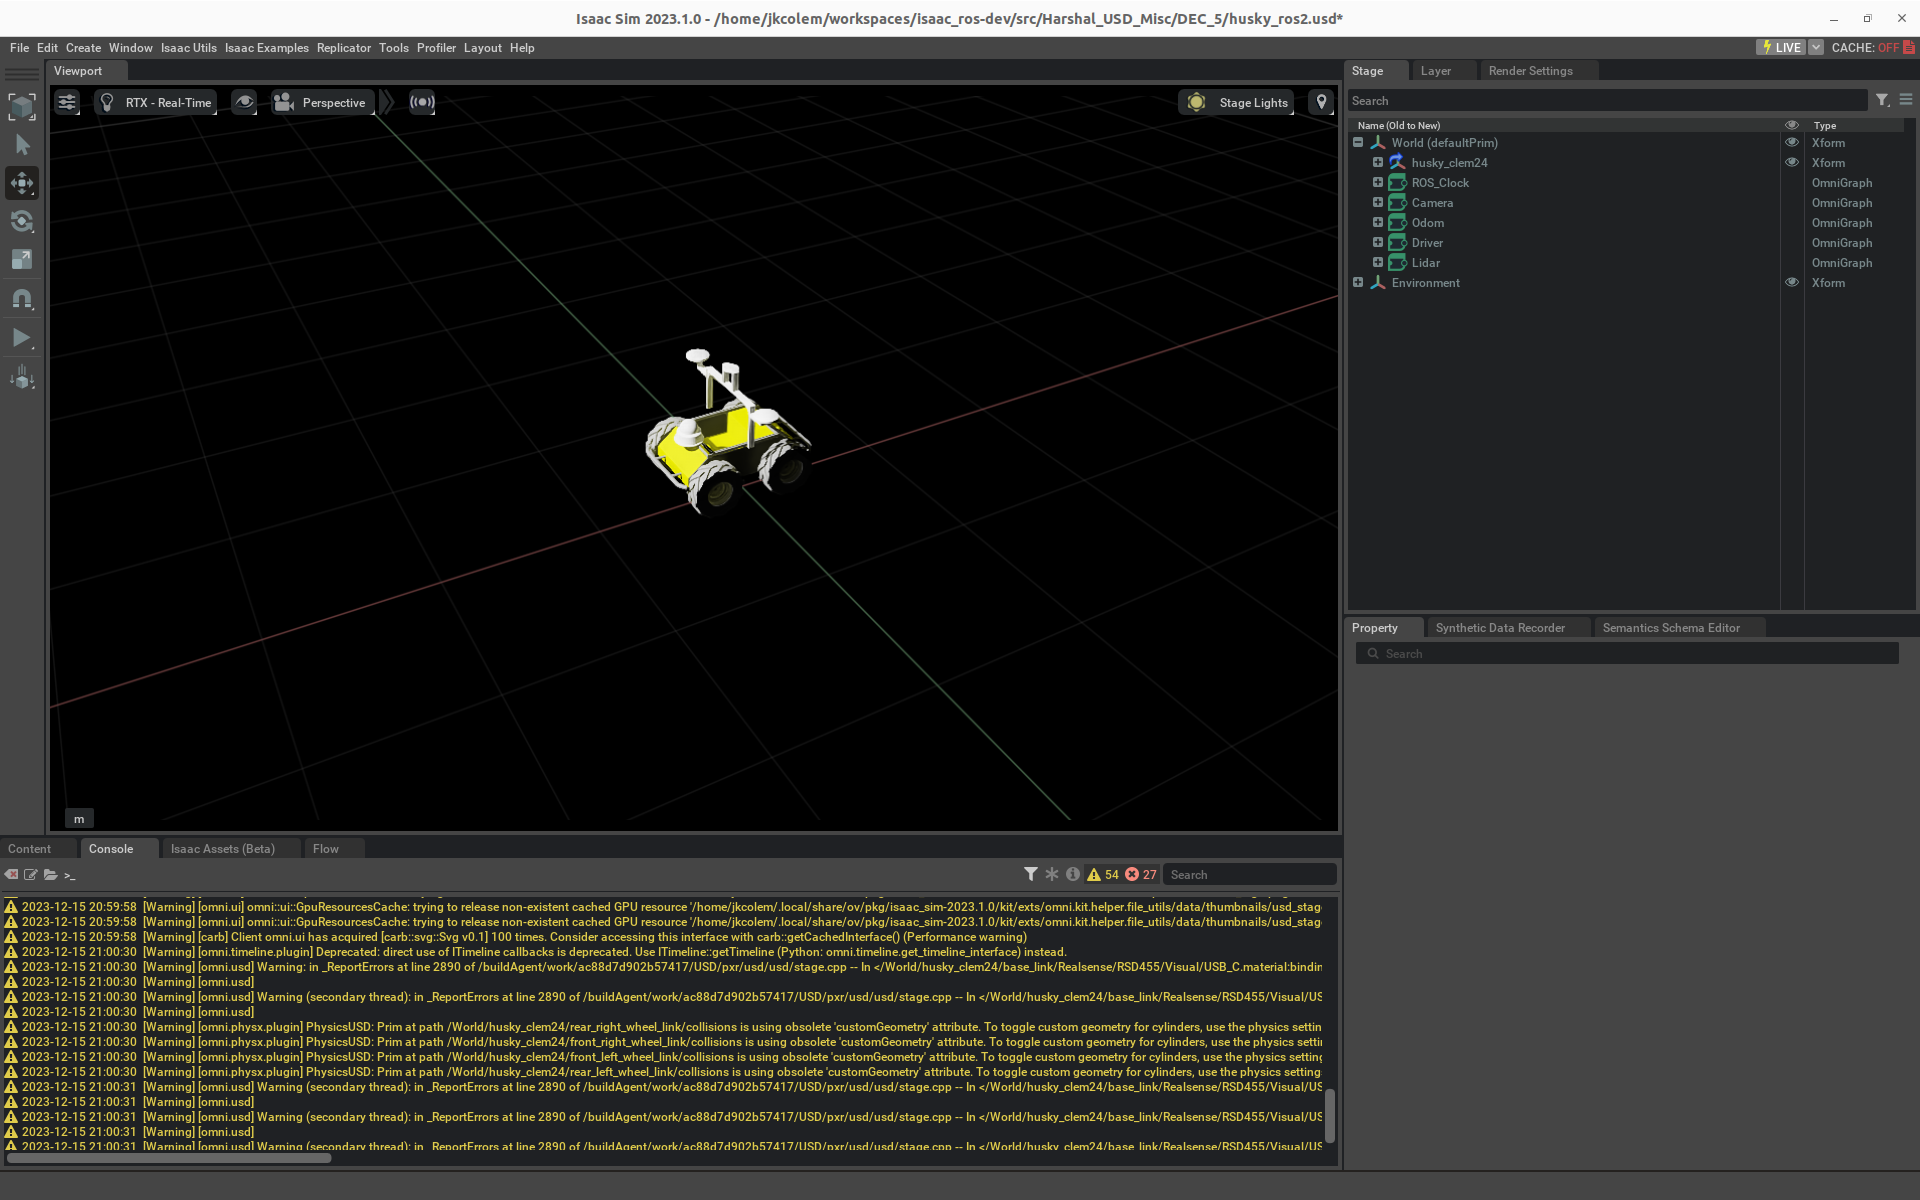 Isaac Sim 2023.1.0 - /home/jkcolem/workspaces/isaac_ros-dev/src/Harshal_USD_Misc/DEC_5/husky_ros2.usd*
File Edit Create Window Isaac Utils Isaac Examples Replicator Tools Profiler Layout Help
LIVE CACHE: OFF
Viewport
RTX - Real-Time
Perspective
Stage Lights
m
Stage Layer Render Settings
Search
Name (Old to New) Type
World (defaultPrim) Xform
husky_clem24 Xform
ROS_Clock OmniGraph
Camera OmniGraph
Odom OmniGraph
Driver OmniGraph
Lidar OmniGraph
Environment Xform
Property Synthetic Data Recorder Semantics Schema Editor
Search
Content Console Isaac Assets (Beta) Flow
>_ 54 27 Search
2023-12-15 20:59:58 [Warning] [omni.ui] omni::ui::GpuResourcesCache: trying to release non-existent cached GPU resource '/home/jkcolem/.local/share/ov/pkg/isaac_sim-2023.1.0/kit/exts/omni.kit.helper.file_utils/data/thumbnails/usd_stag
2023-12-15 20:59:58 [Warning] [omni.ui] omni::ui::GpuResourcesCache: trying to release non-existent cached GPU resource '/home/jkcolem/.local/share/ov/pkg/isaac_sim-2023.1.0/kit/exts/omni.kit.helper.file_utils/data/thumbnails/usd_stag
2023-12-15 20:59:58 [Warning] [carb] Client omni.ui has acquired [carb::svg::Svg v0.1] 100 times. Consider accessing this interface with carb::getCachedInterface() (Performance warning)
2023-12-15 21:00:30 [Warning] [omni.timeline.plugin] Deprecated: direct use of ITimeline callbacks is deprecated. Use ITimeline::getTimeline (Python: omni.timeline.get_timeline_interface) instead.
2023-12-15 21:00:30 [Warning] [omni.usd] Warning: in _ReportErrors at line 2890 of /buildAgent/work/ac88d7d902b57417/USD/pxr/usd/usd/stage.cpp -- In </World/husky_clem24/base_link/Realsense/RSD455/Visual/USB_C.material:bindin
2023-12-15 21:00:30 [Warning] [omni.usd]
2023-12-15 21:00:30 [Warning] [omni.usd] Warning (secondary thread): in _ReportErrors at line 2890 of /buildAgent/work/ac88d7d902b57417/USD/pxr/usd/usd/stage.cpp -- In </World/husky_clem24/base_link/Realsense/RSD455/Visual/US
2023-12-15 21:00:30 [Warning] [omni.usd]
2023-12-15 21:00:30 [Warning] [omni.physx.plugin] PhysicsUSD: Prim at path /World/husky_clem24/rear_right_wheel_link/collisions is using obsolete 'customGeometry' attribute. To toggle custom geometry for cylinders, use the physics settin
2023-12-15 21:00:30 [Warning] [omni.physx.plugin] PhysicsUSD: Prim at path /World/husky_clem24/front_right_wheel_link/collisions is using obsolete 'customGeometry' attribute. To toggle custom geometry for cylinders, use the physics settin
2023-12-15 21:00:30 [Warning] [omni.physx.plugin] PhysicsUSD: Prim at path /World/husky_clem24/front_left_wheel_link/collisions is using obsolete 'customGeometry' attribute. To toggle custom geometry for cylinders, use the physics setting
2023-12-15 21:00:30 [Warning] [omni.physx.plugin] PhysicsUSD: Prim at path /World/husky_clem24/rear_left_wheel_link/collisions is using obsolete 'customGeometry' attribute. To toggle custom geometry for cylinders, use the physics setting
2023-12-15 21:00:31 [Warning] [omni.usd] Warning (secondary thread): in _ReportErrors at line 2890 of /buildAgent/work/ac88d7d902b57417/USD/pxr/usd/usd/stage.cpp -- In </World/husky_clem24/base_link/Realsense/RSD455/Visual/US
2023-12-15 21:00:31 [Warning] [omni.usd]
2023-12-15 21:00:31 [Warning] [omni.usd] Warning (secondary thread): in _ReportErrors at line 2890 of /buildAgent/work/ac88d7d902b57417/USD/pxr/usd/usd/stage.cpp -- In </World/husky_clem24/base_link/Realsense/RSD455/Visual/US
2023-12-15 21:00:31 [Warning] [omni.usd]
2023-12-15 21:00:31 [Warning] [omni.usd] Warning (secondary thread): in _ReportErrors at line 2890 of /buildAgent/work/ac88d7d902b57417/USD/pxr/usd/usd/stage.cpp -- In </World/husky_clem24/base_link/Realsense/RSD455/Visual/US